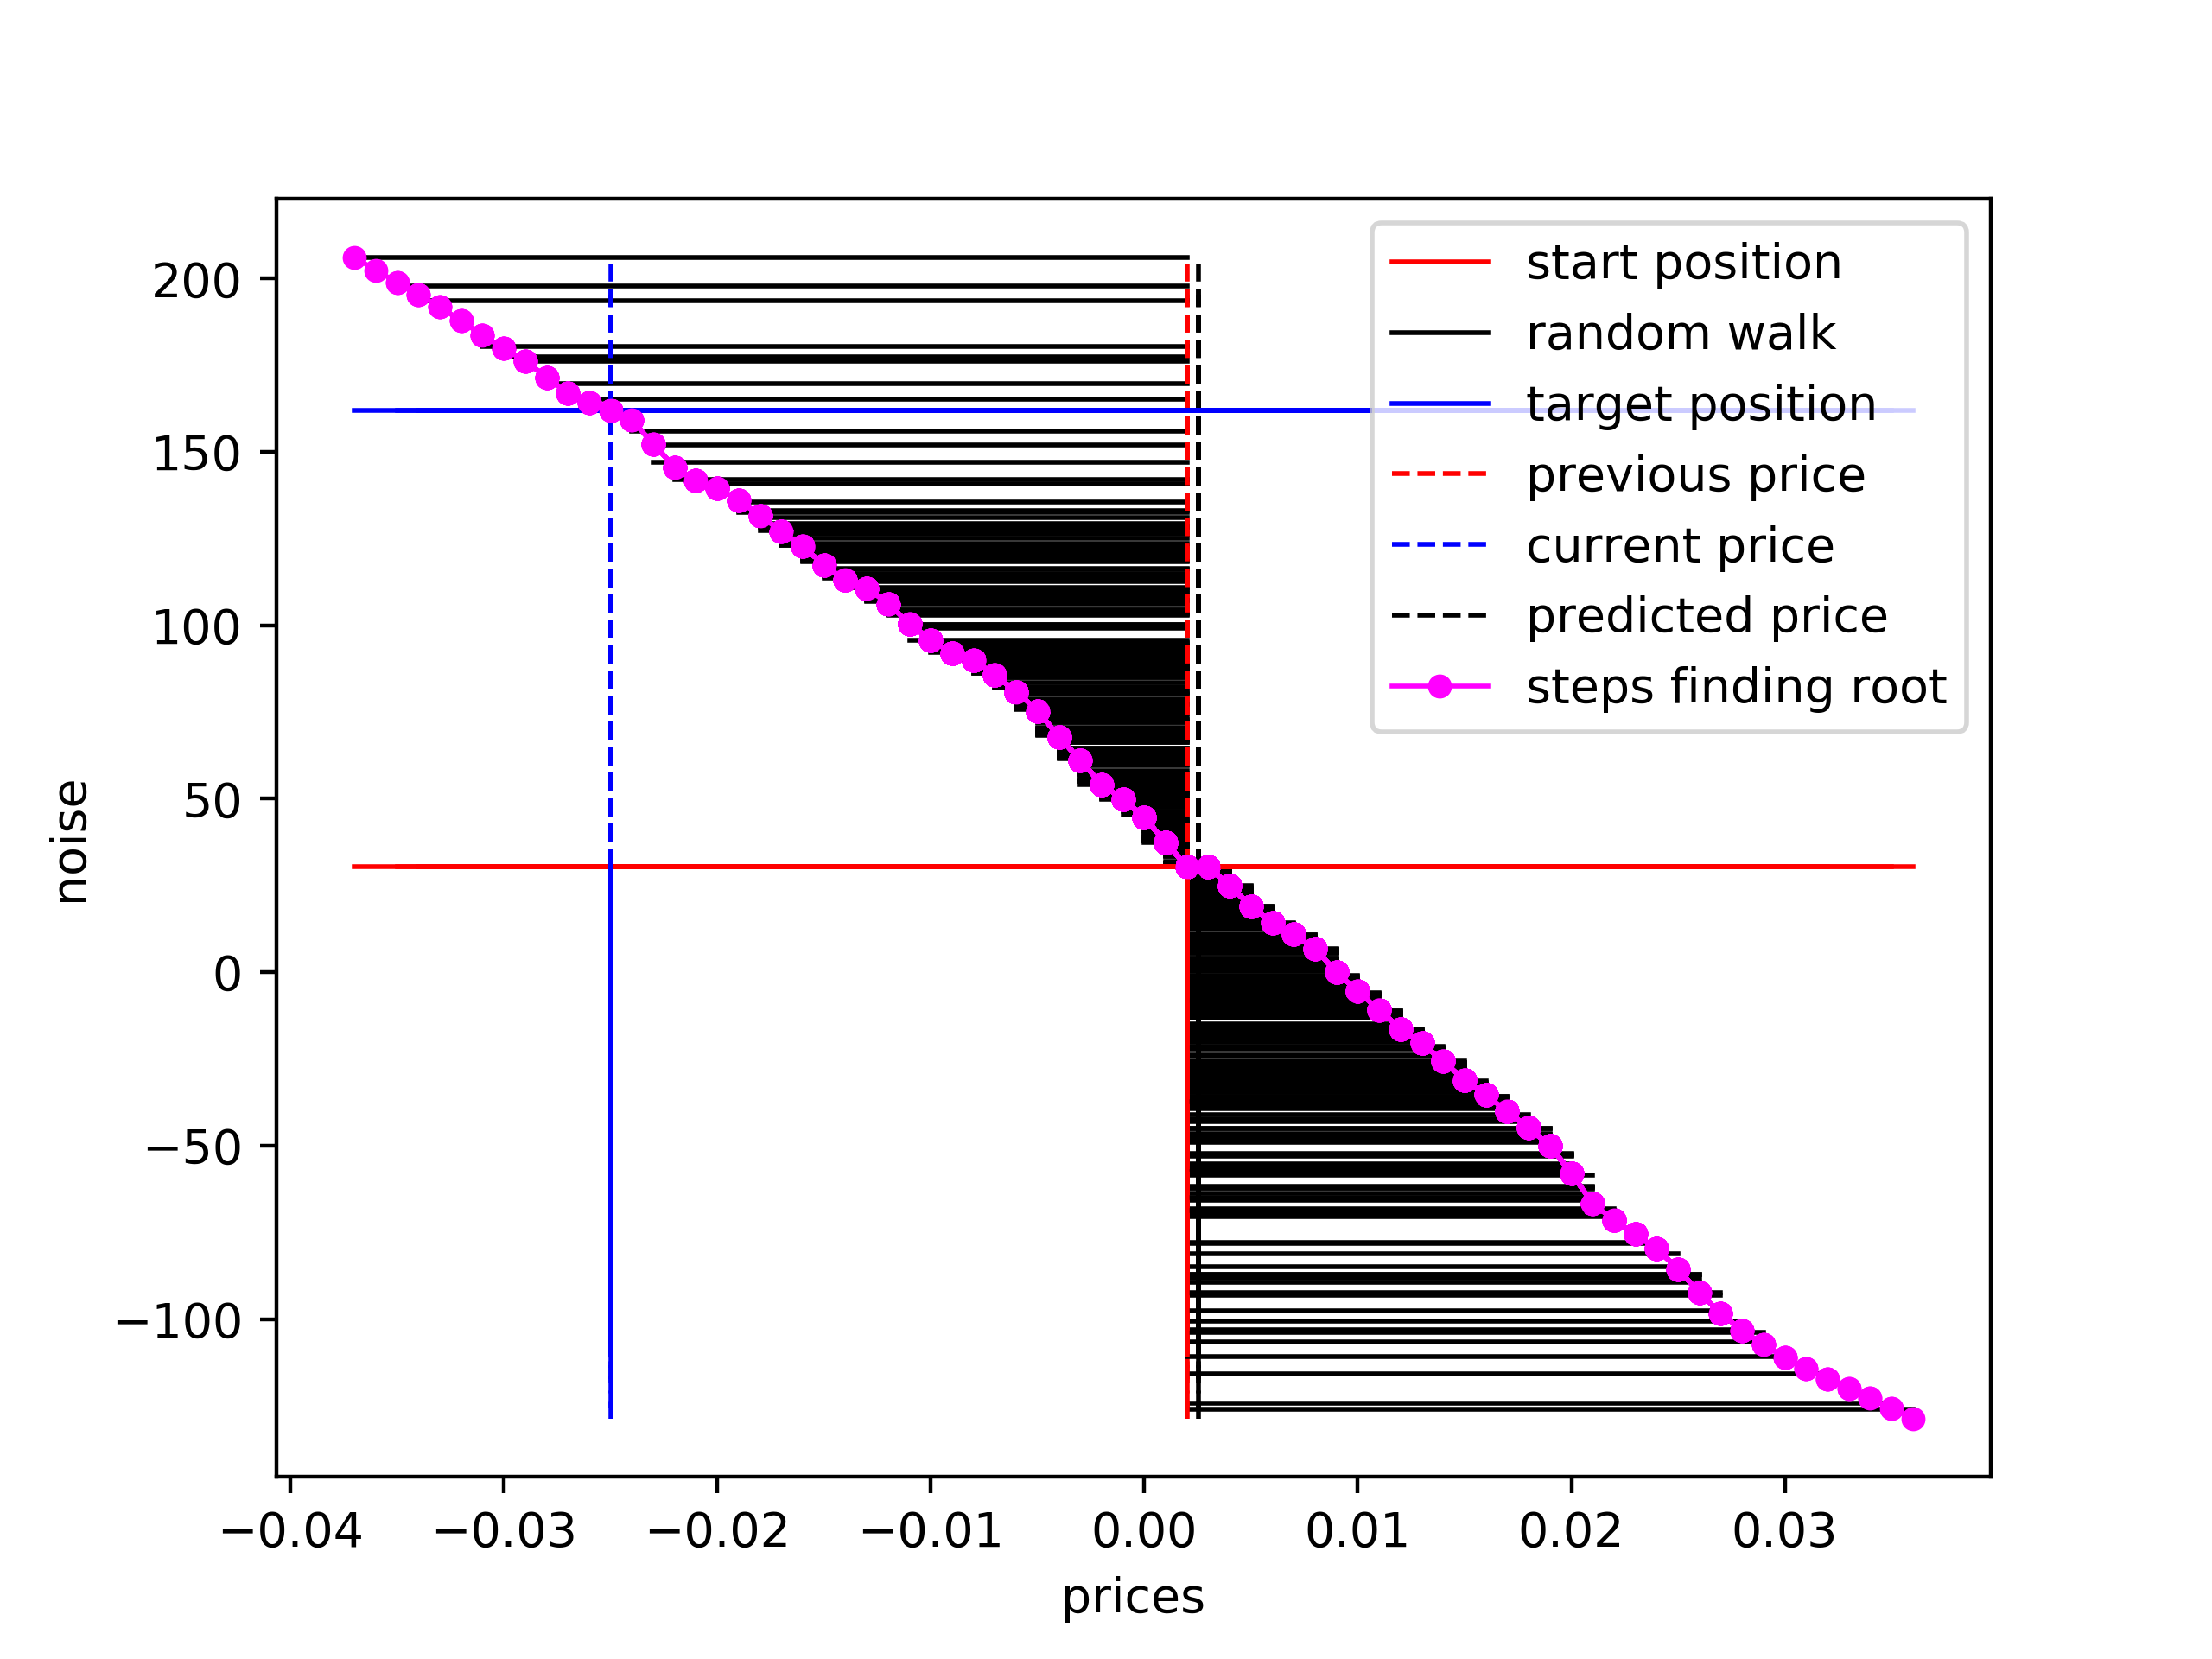 start position
random walk
target position
previous price
current price
predicted price
steps finding root
200
150
100
50
0
−50
−100
noise
−0.04
−0.03
−0.02
−0.01
0.00
0.01
0.02
0.03
prices